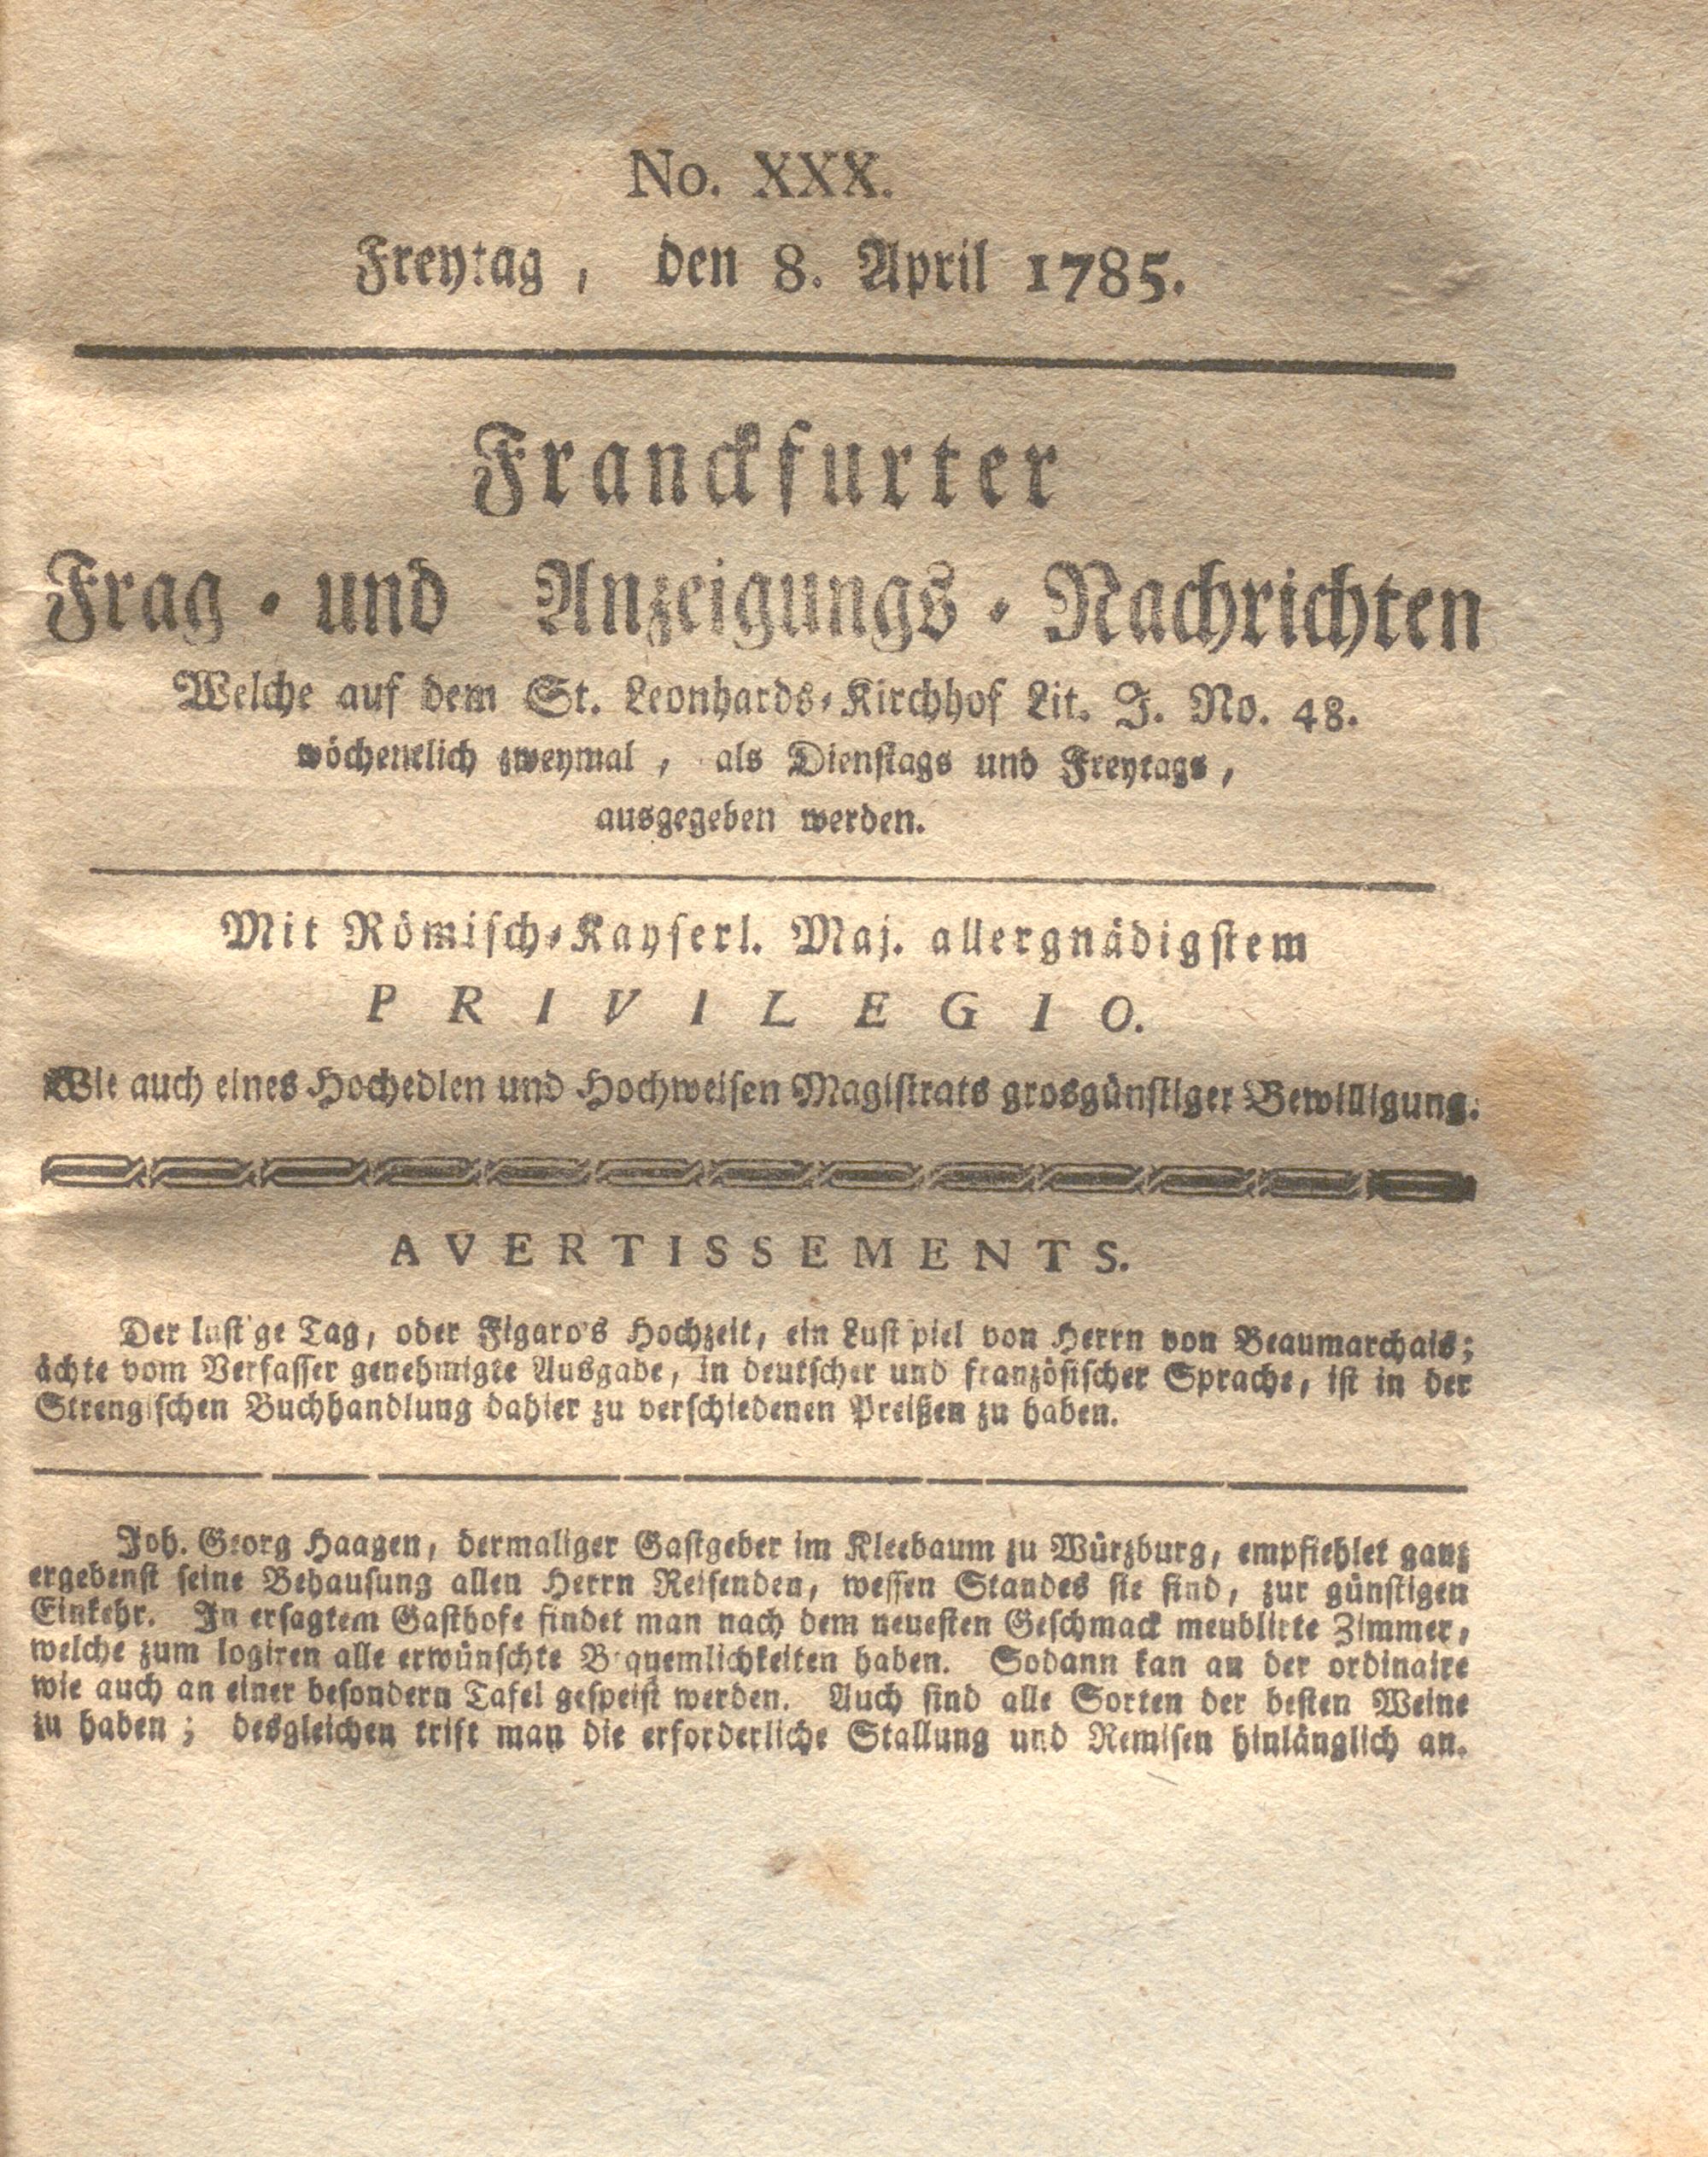 No. XXX.
Freytag, den 8. April 1785.
Franckfurter
Frag- und Anzeigungs-Nachrichten
Welche auf dem St. Leonhards-Kirchhof Lit. J. No. 48.
wöchentlich zweymal, als Dienstags und Freytags,
ausgegeben werden.
Mit Römisch-Kayserl. Maj. allergnädigstem
PRIVILEGIO.
Wie auch eines Hochedlen und Hochweisen Magistrats grosgünstiger Bewilligung.
AVERTISSEMENTS.
Der lustige Tag, oder Figaro's Hochzeit, ein Lustspiel von Herrn von Beaumarchais;
ächte vom Verfasser genehmigte Ausgabe, in deutscher und französischer Sprache, ist in der
Strengischen Buchhandlung dahier zu verschiedenen Preißen zu haben.
Joh. Georg Haagen, dermaliger Gastgeber im Kleebaum zu Würzburg, empfiehlet ganz
ergebenst seine Behausung allen Herrn Reisenden, wessen Standes sie sind, zur günstigen
Einkehr. In ersagtem Gasthofe findet man nach dem neuesten Geschmack meublirte Zimmer,
welche zum logiren alle erwünschte Bequemlichkeiten haben. Sodann kan an der ordinaire
wie auch an einer besondern Tafel gespeist werden. Auch sind alle Sorten der besten Weine
zu haben; desgleichen trift man die erforderliche Stallung und Remisen hinlänglich an.